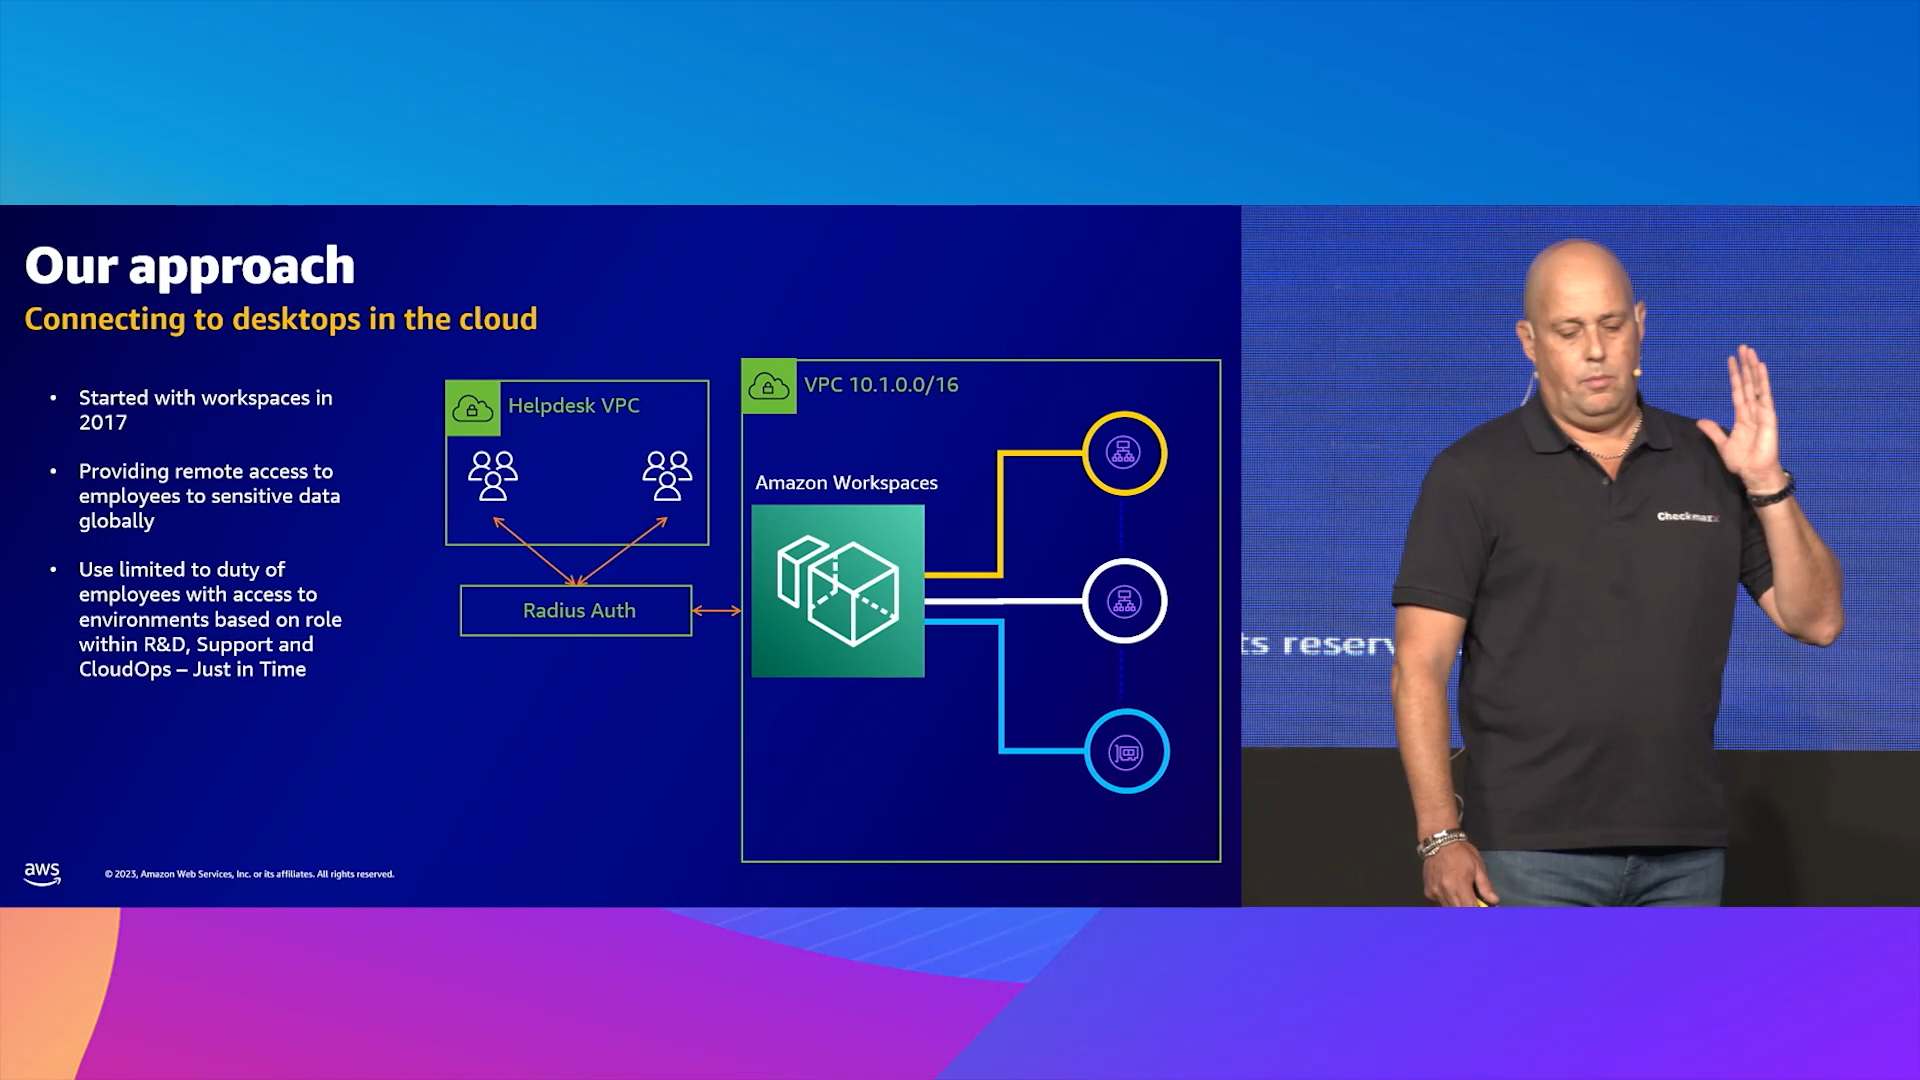 Our approach
Connecting to desktops in the cloud
• Started with workspaces in
2017
• Providing remote access to
employees to sensitive data
globally
• Use limited to duty of
employees with access to
environments based on role
within R&D, Support and
CloudOps – Just in Time
Helpdesk VPC
Radius Auth
VPC 10.1.0.0/16
Amazon Workspaces
aws
© 2023, Amazon Web Services, Inc. or its affiliates. All rights reserved.
Checkmarx
ts reserv